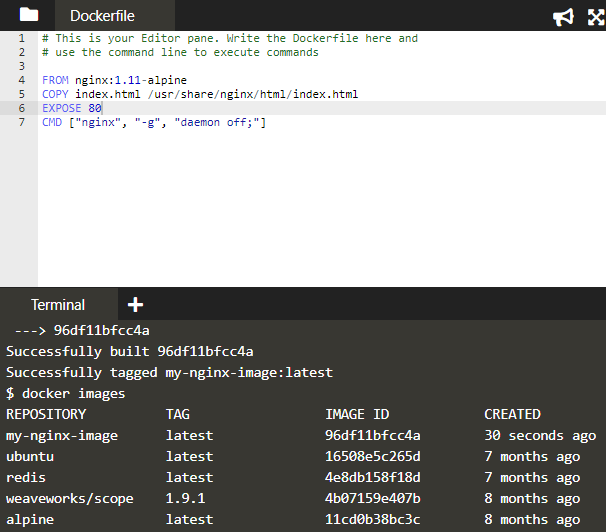 Dockerfile
1 # This is your Editor pane. Write the Dockerfile here and
2 # use the command line to execute commands
3
4 FROM nginx:1.11-alpine
5 COPY index.html /usr/share/nginx/html/index.html
6 EXPOSE 80
7 CMD ["nginx", "-g", "daemon off;"]
Terminal
---> 96df11bfcc4a
Successfully built 96df11bfcc4a
Successfully tagged my-nginx-image:latest
$ docker images
REPOSITORY TAG IMAGE ID CREATED
my-nginx-image latest 96df11bfcc4a 30 seconds ago
ubuntu latest 16508e5c265d 7 months ago
redis latest 4e8db158f18d 7 months ago
weaveworks/scope 1.9.1 4b07159e407b 8 months ago
alpine latest 11cd0b38bc3c 8 months ago